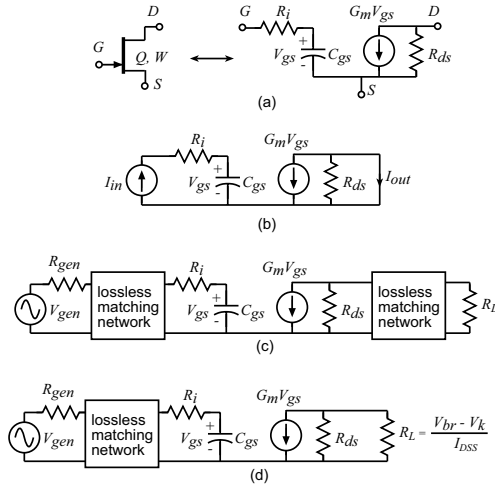 D
G
Q, W
S
G
R_i
+
V_gs
-
C_gs
G_mV_gs
D
R_ds
S
(a)
I_in
R_i
+
V_gs
-
C_gs
G_mV_gs
R_ds
I_out
(b)
R_gen
V_gen
lossless
matching
network
R_i
+
V_gs
-
C_gs
G_mV_gs
R_ds
lossless
matching
network
R_L
(c)
R_gen
V_gen
lossless
matching
network
R_i
+
V_gs
-
C_gs
G_mV_gs
R_ds
R_L = V_br - V_k
I_DSS
(d)